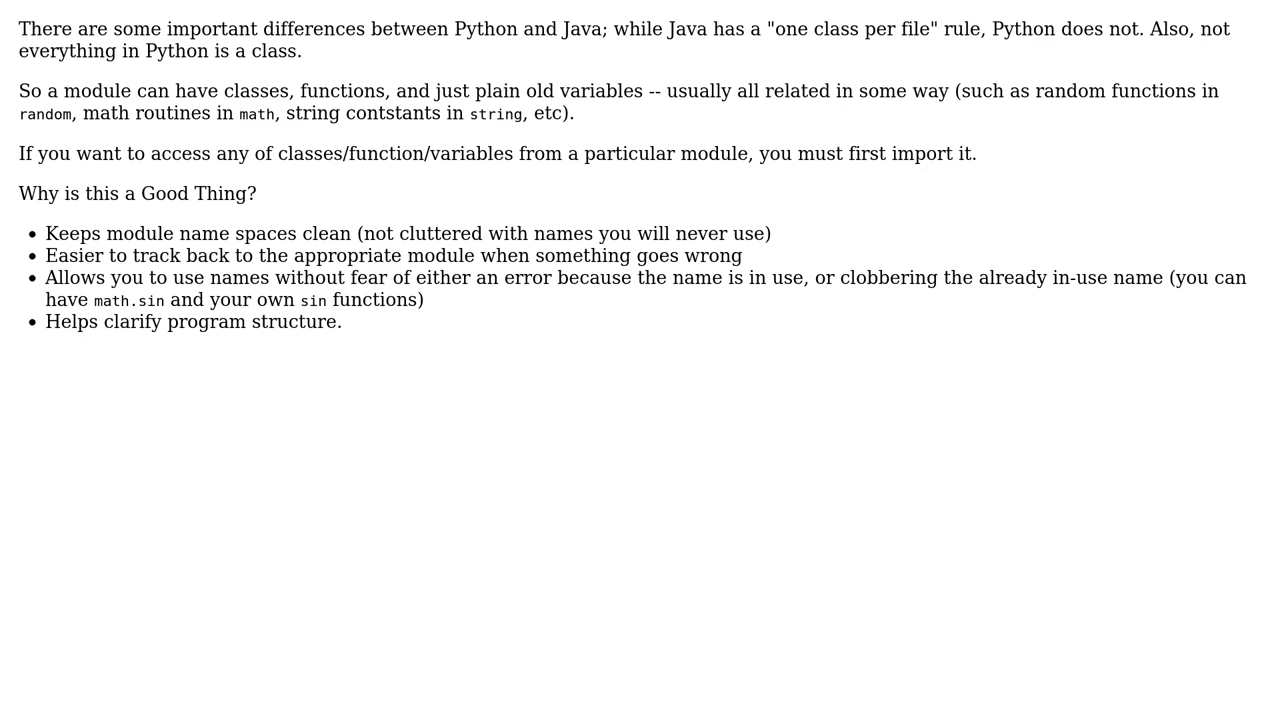 There are some important differences between Python and Java; while Java has a "one class per file" rule, Python does not. Also, not
everything in Python is a class.
So a module can have classes, functions, and just plain old variables -- usually all related in some way (such as random functions in
random, math routines in math, string contstants in string, etc).
If you want to access any of classes/function/variables from a particular module, you must first import it.
Why is this a Good Thing?
• Keeps module name spaces clean (not cluttered with names you will never use)
• Easier to track back to the appropriate module when something goes wrong
• Allows you to use names without fear of either an error because the name is in use, or clobbering the already in-use name (you can
have math.sin and your own sin functions)
• Helps clarify program structure.